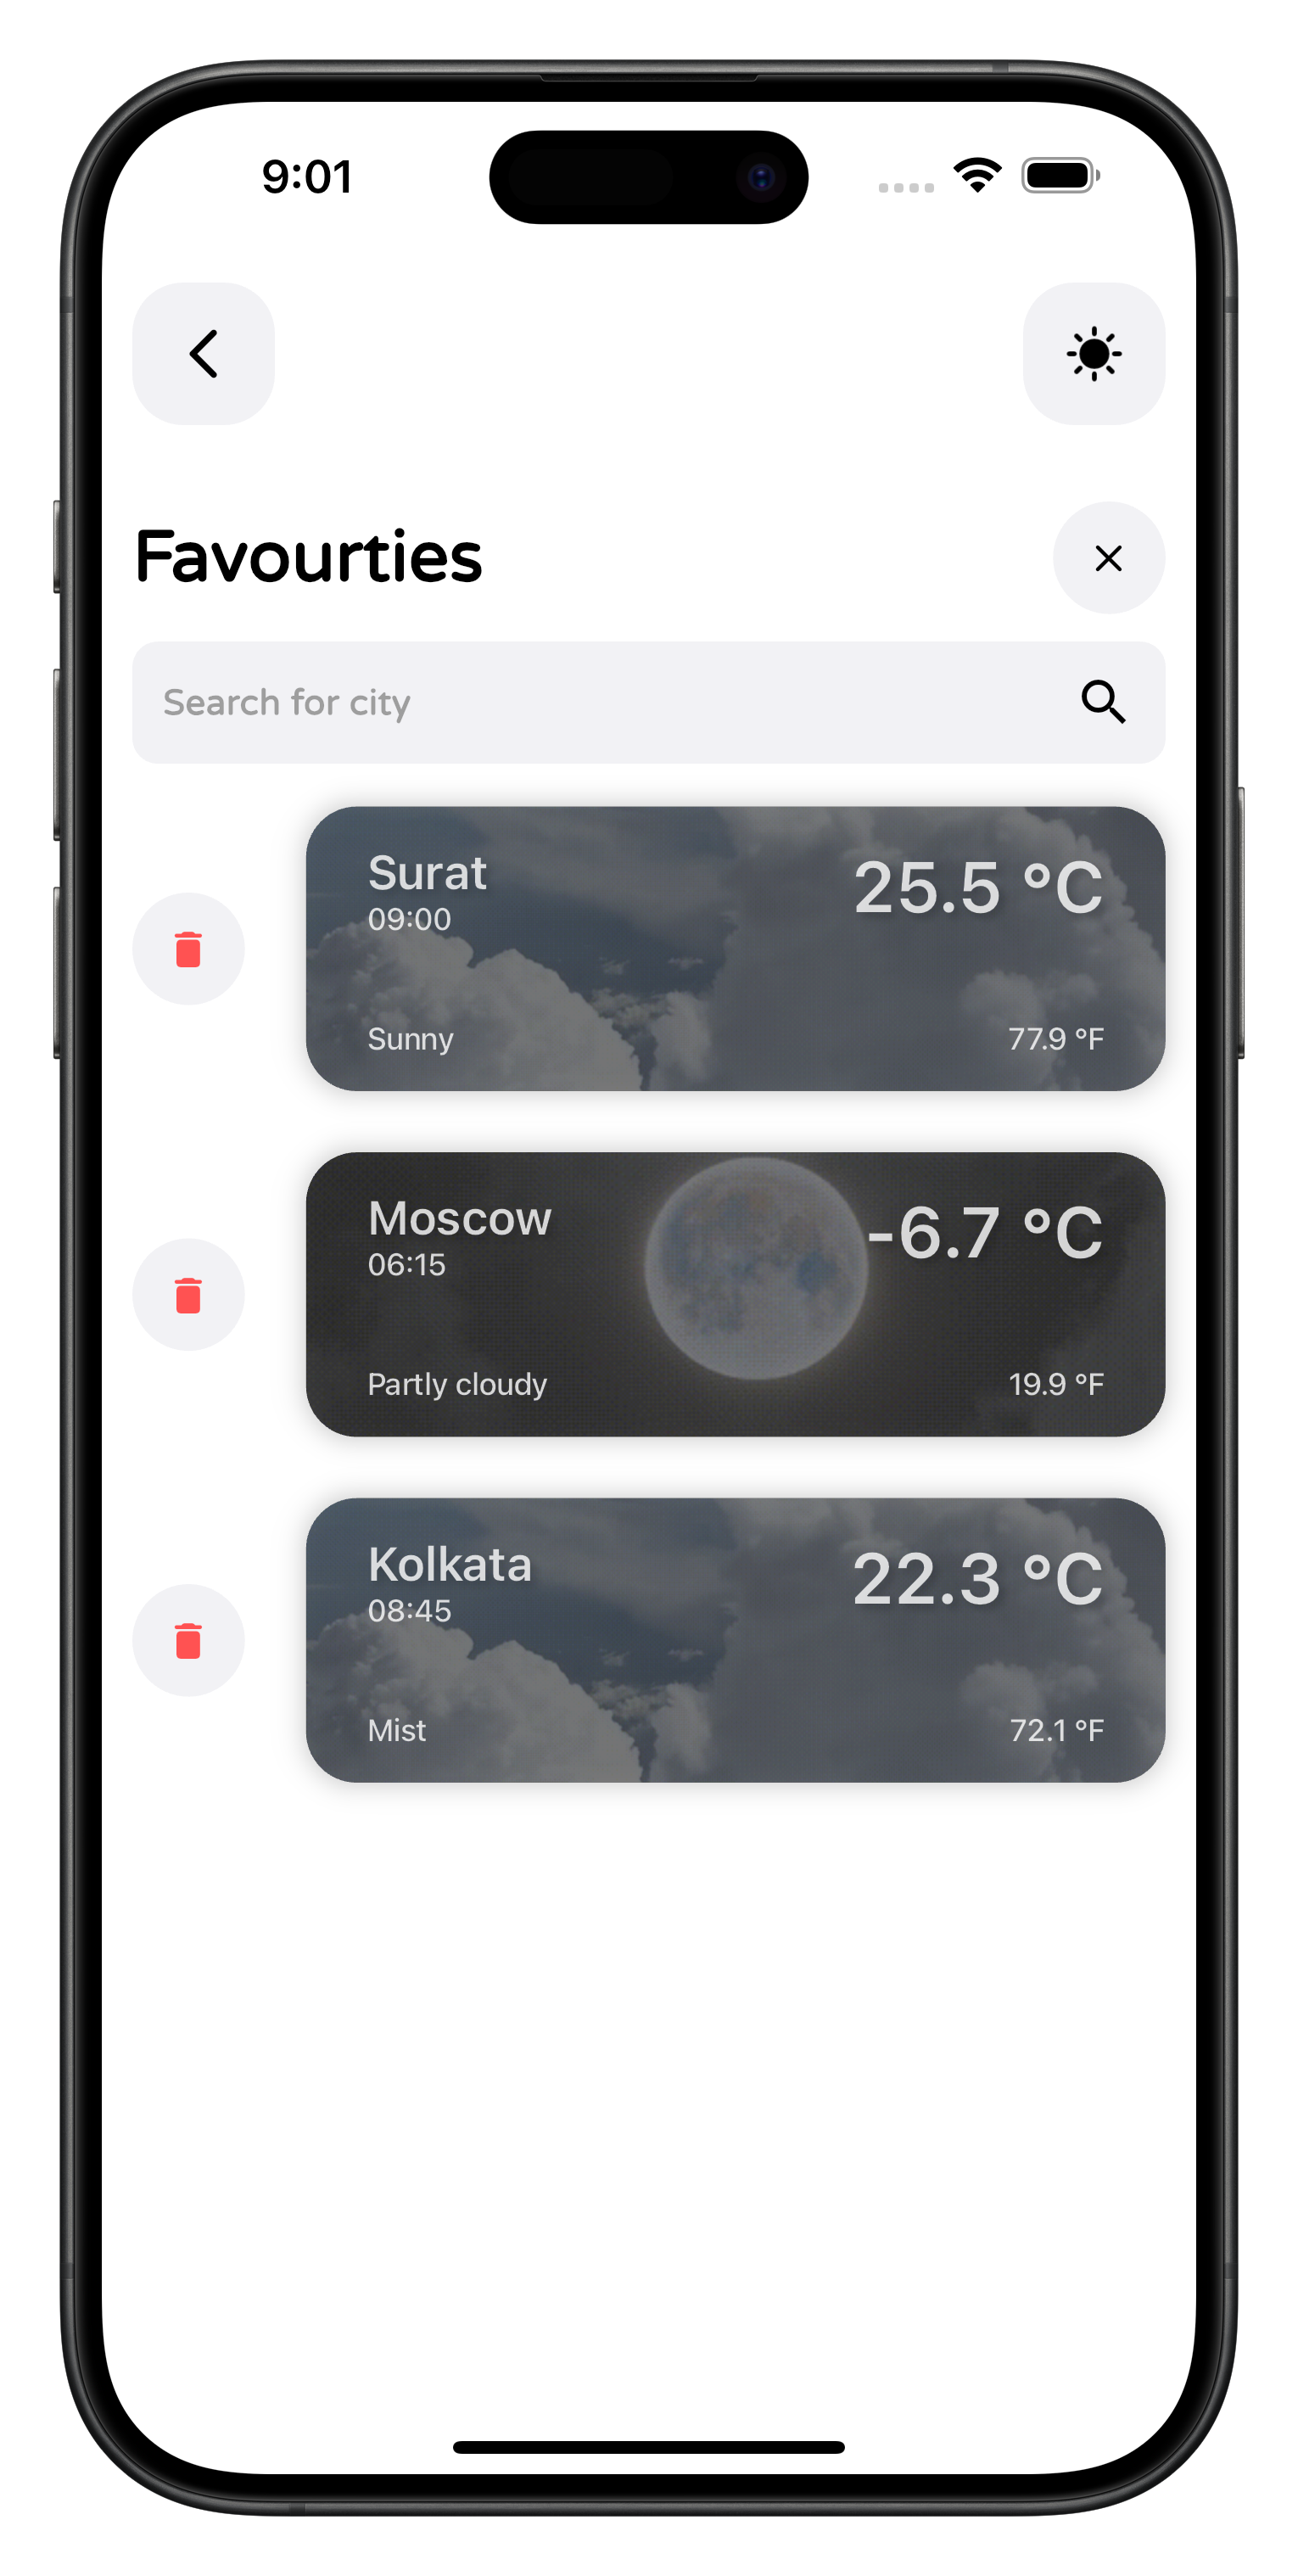 9:01
Favourties
Search for city
Surat
25.5 °C
09:00
Sunny
77.9 °F
Moscow
-6.7 °C
06:15
Partly cloudy
19.9 °F
Kolkata
22.3 °C
08:45
Mist
72.1 °F